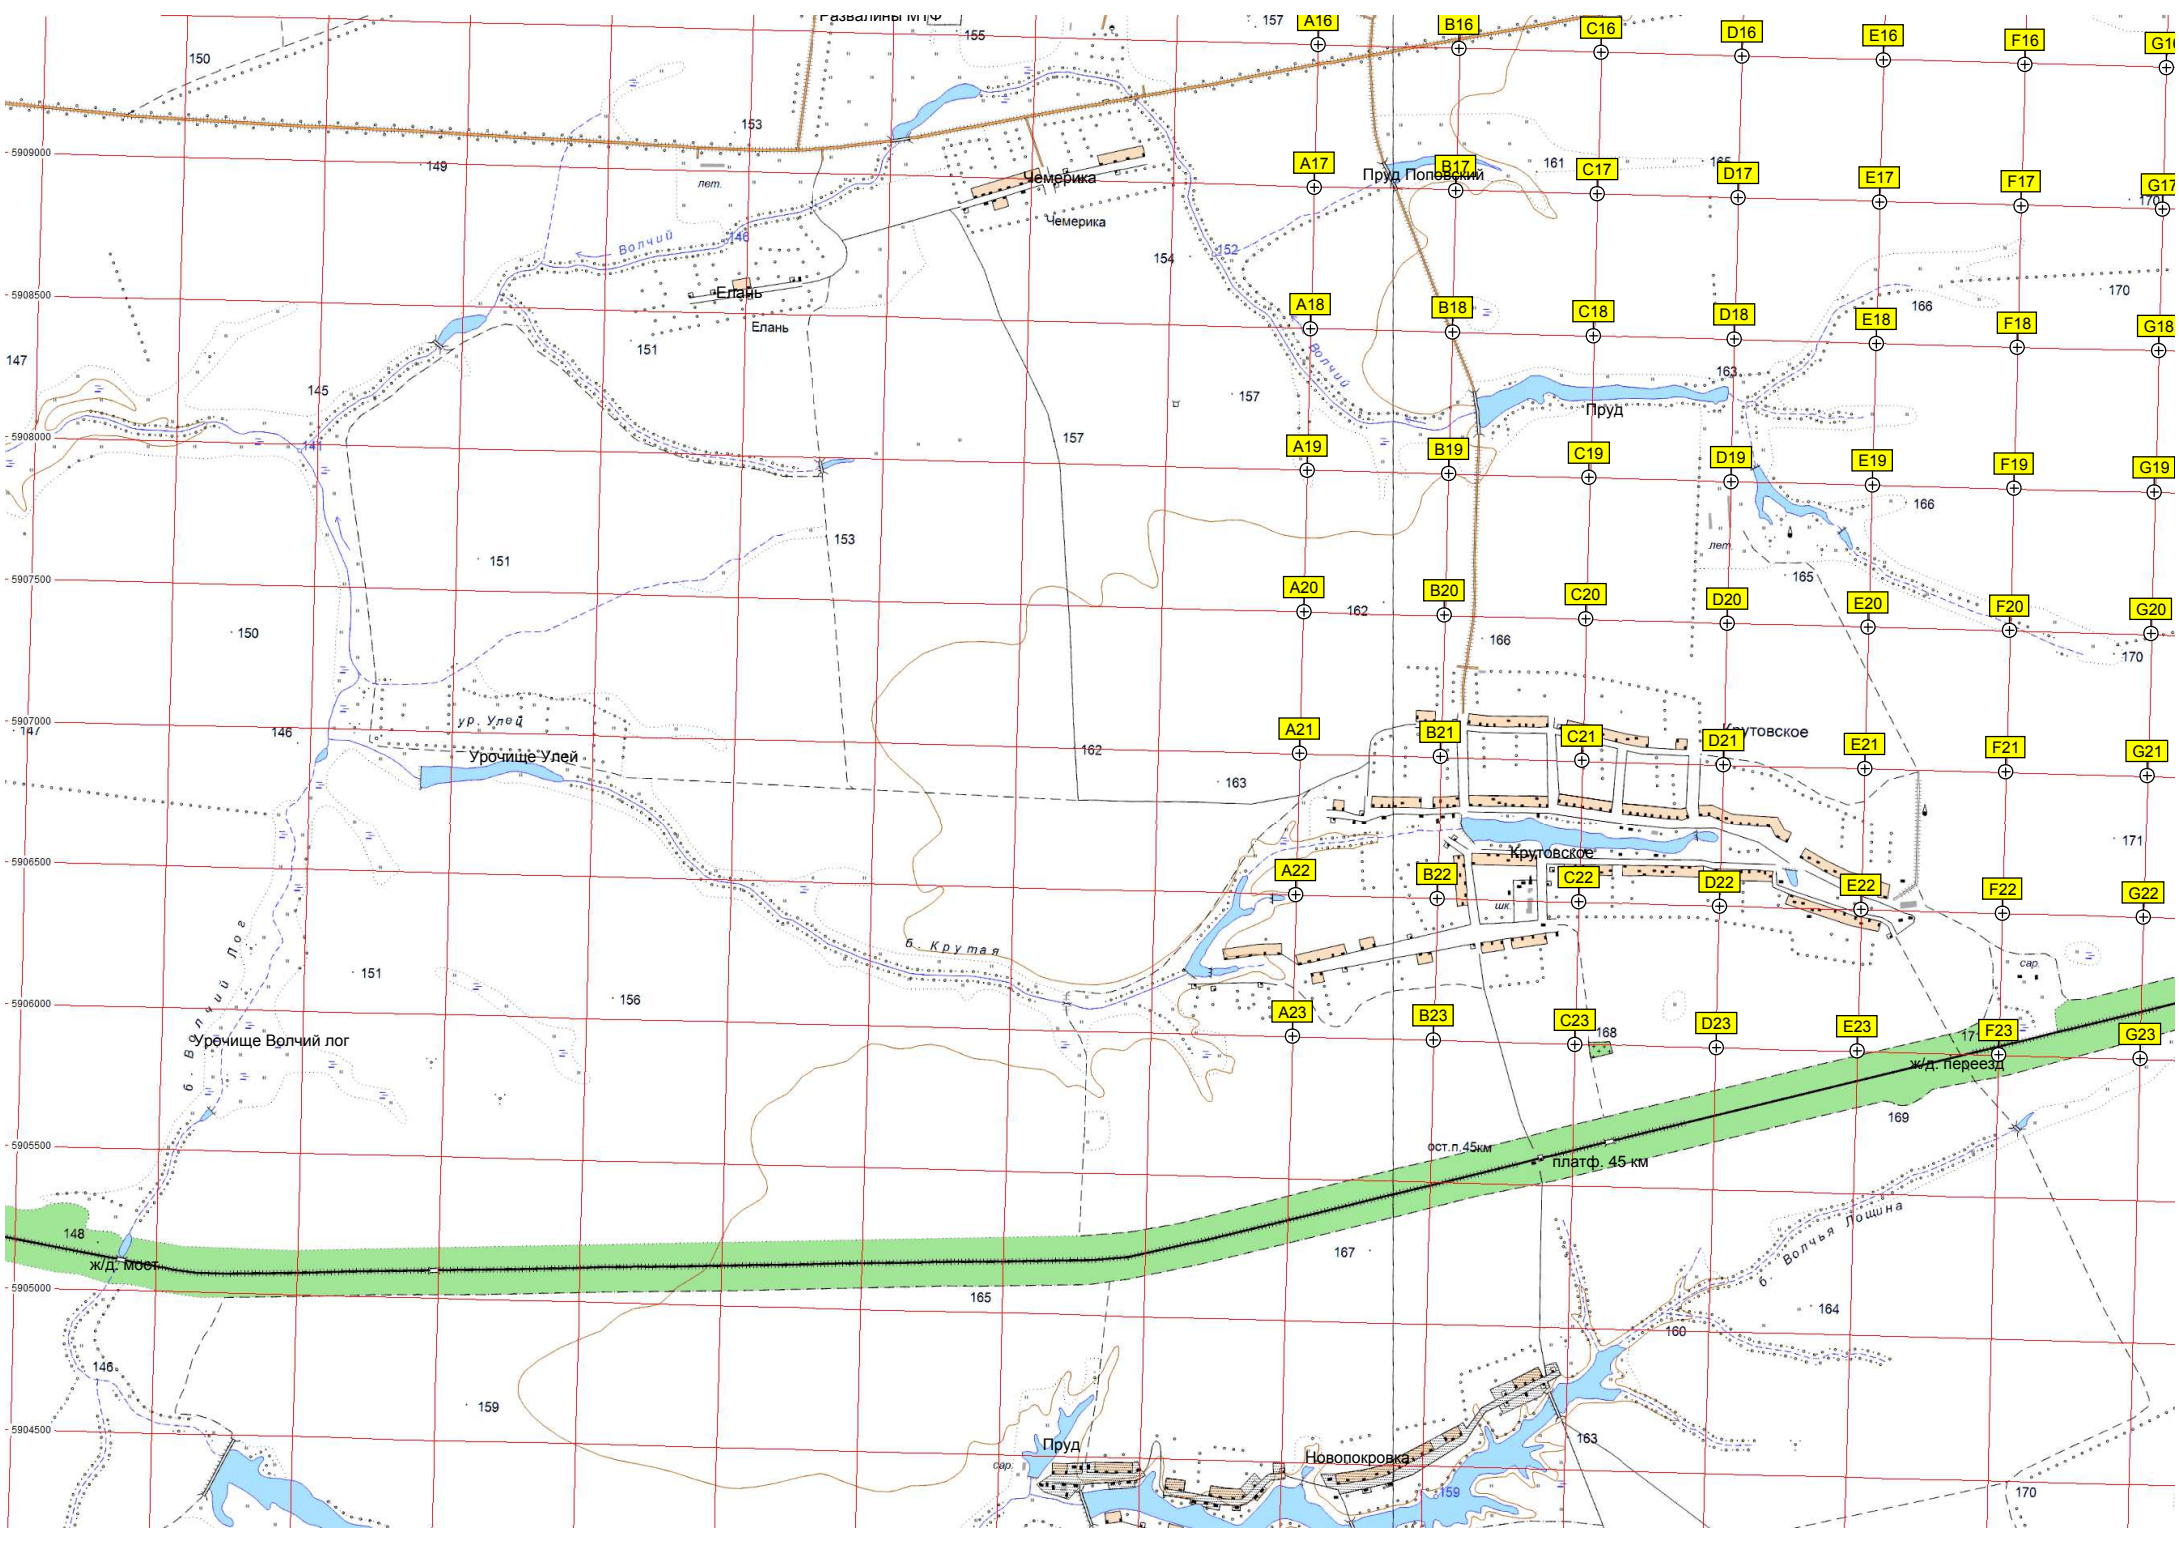 Развалины МТФ
155
157
A16
B16
C16
D16
E16
F16
G16
150
153
5909000
149
лет.
Чемерика
Чемерика
A17
Пруд Поповский
B17
161
C17
165
D17
E17
F17
G17
170
Волчий
146
152
154
5908500
Елань
Елань
A18
B18
C18
D18
166
E18
F18
170
G18
147
151
145
Волчий
157
163
Пруд
5908000
141
157
A19
B19
C19
D19
E19
F19
G19
166
153
151
лет.
165
5907500
A20
162
B20
C20
D20
E20
F20
G20
150
166
170
5907000
147
146
ур. Улей
Урочище Улей
162
A21
B21
C21
D21
Крутовское
E21
F21
G21
163
171
5906500
Крутовское
A22
B22
C22
D22
E22
F22
G22
шк.
б. Волчий Лог
б. Крутая
151
156
сар.
5906000
Урочище Волчий лог
A23
B23
C23
168
D23
E23
F23
G23
ж/д. переезд
169
5905500
ост.п.45км
платф. 45 км
148
ж/д. мост
167
б. Волчья Лощина
5905000
165
164
160
146
159
5904500
Пруд
сар.
Новопокровка
163
159
170